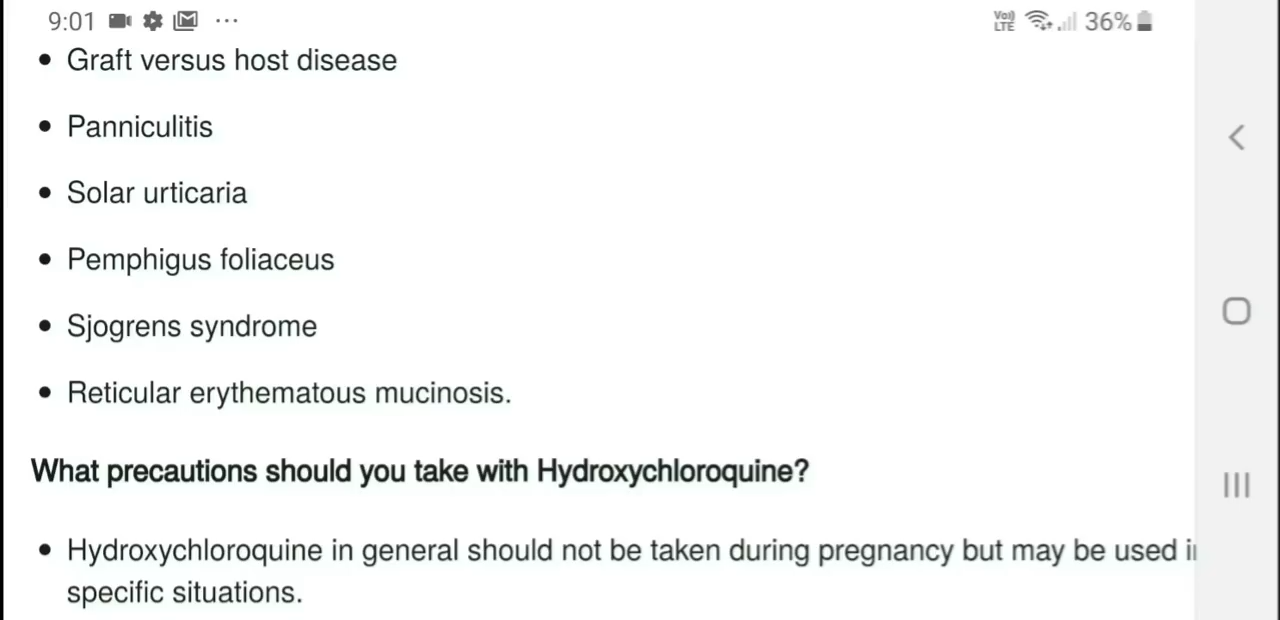 9:01 ... Vo)) LTE 36%
• Graft versus host disease
• Panniculitis
• Solar urticaria
• Pemphigus foliaceus
• Sjogrens syndrome
• Reticular erythematous mucinosis.
What precautions should you take with Hydroxychloroquine?
• Hydroxychloroquine in general should not be taken during pregnancy but may be used i
specific situations.